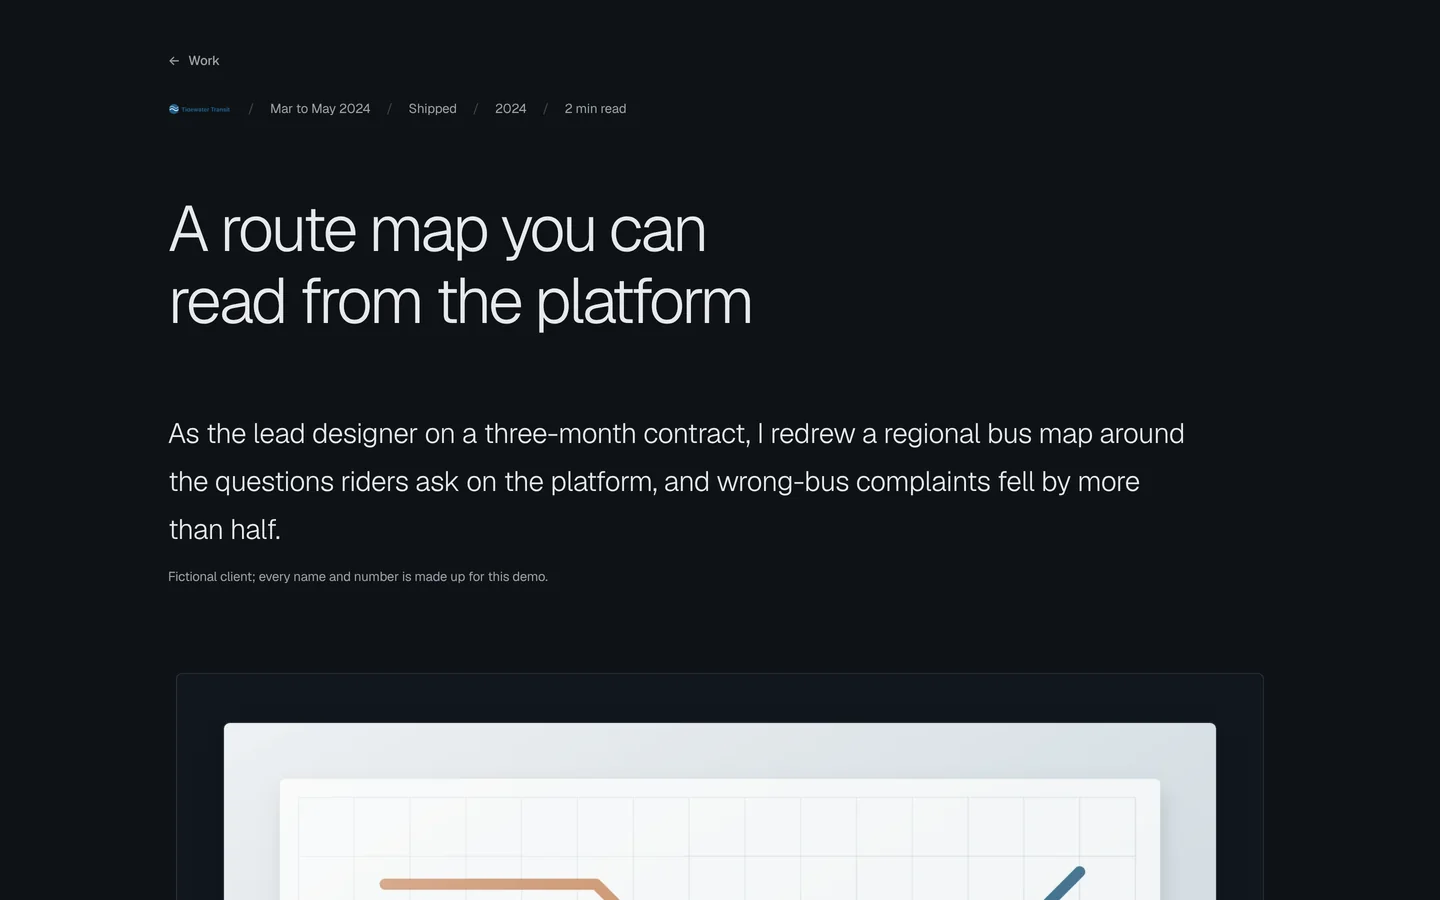 ← Work
Tidewater Transit / Mar to May 2024 / Shipped / 2024 / 2 min read
A route map you can
read from the platform
As the lead designer on a three-month contract, I redrew a regional bus map around
the questions riders ask on the platform, and wrong-bus complaints fell by more
than half.
Fictional client; every name and number is made up for this demo.